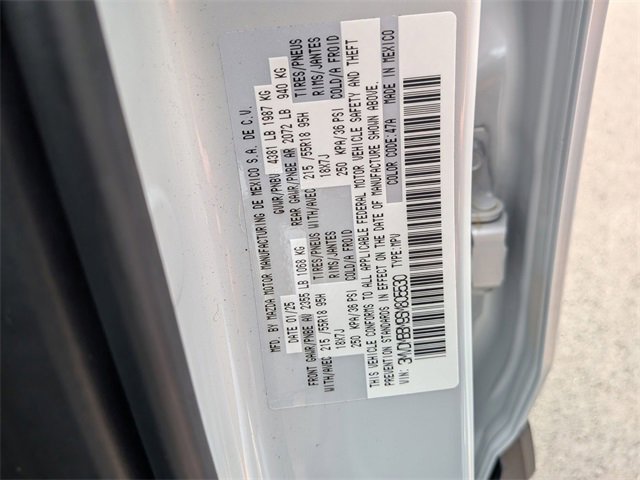 MFD. BY MAZDA MOTOR MANUFACTURING DE MEXICO S.A. DE C.V.
DATE 01/25 GVWR/PNBV 4381 LB 1987 KG
FRONT GAWR/PNBE AV 2355 LB 1068 KG REAR GAWR/PNBE AR 2072 LB 940 KG
WITH/AVEC 215/55R18 95H TIRES/PNEUS WITH/AVEC 215/55R18 95H TIRES/PNEUS
18X7J RIMS/JANTES 18X7J RIMS/JANTES
250 KPA/36 PSI COLD/A FROID 250 KPA/36 PSI COLD/A FROID
THIS VEHICLE CONFORMS TO ALL APPLICABLE FEDERAL MOTOR VEHICLE SAFETY AND THEFT
PREVENTION STANDARDS IN EFFECT ON THE DATE OF MANUFACTURE SHOWN ABOVE.
VIN: TYPE:MPV COLOR CODE:47A MADE IN MEXICO